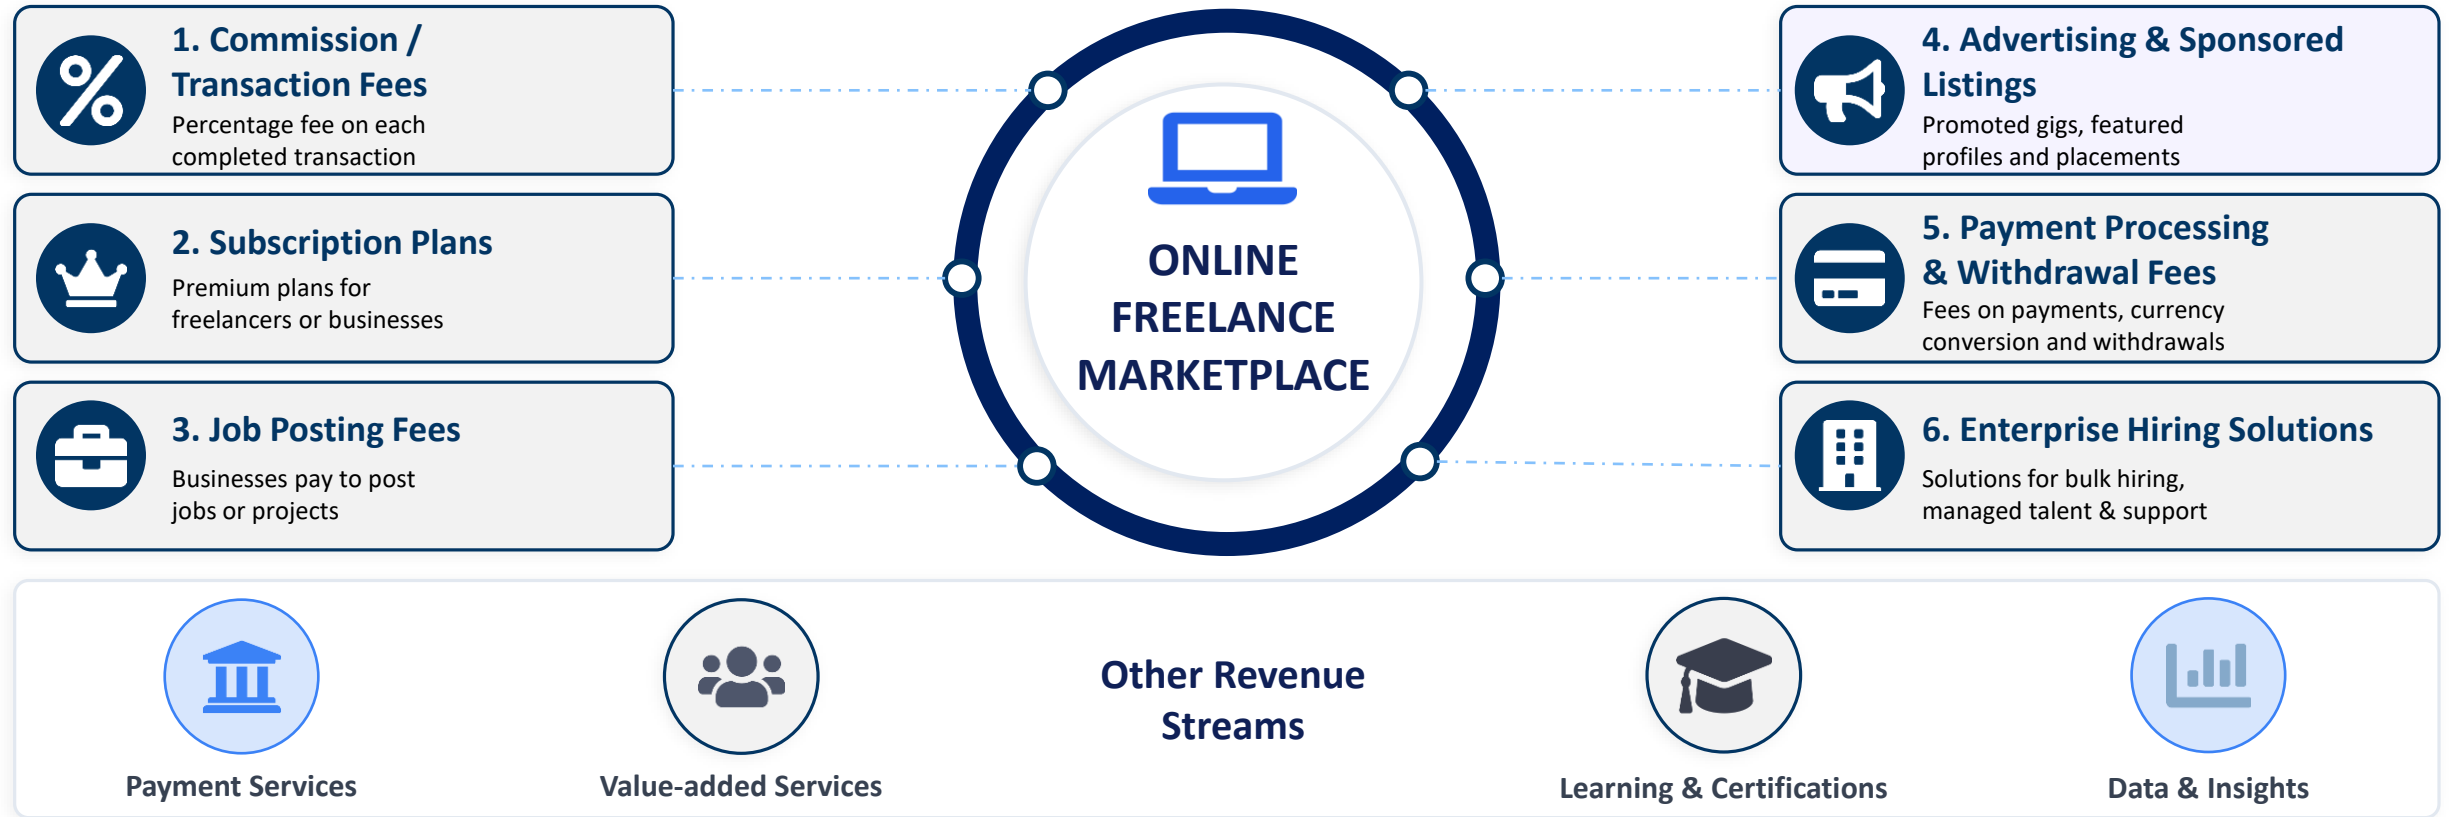 1. Commission /
Transaction Fees
Percentage fee on each
completed transaction
2. Subscription Plans
Premium plans for
freelancers or businesses
3. Job Posting Fees
Businesses pay to post
jobs or projects
ONLINE
FREELANCE
MARKETPLACE
4. Advertising & Sponsored
Listings
Promoted gigs, featured
profiles and placements
5. Payment Processing
& Withdrawal Fees
Fees on payments, currency
conversion and withdrawals
6. Enterprise Hiring Solutions
Solutions for bulk hiring,
managed talent & support
Payment Services
Value-added Services
Other Revenue
Streams
Learning & Certifications
Data & Insights